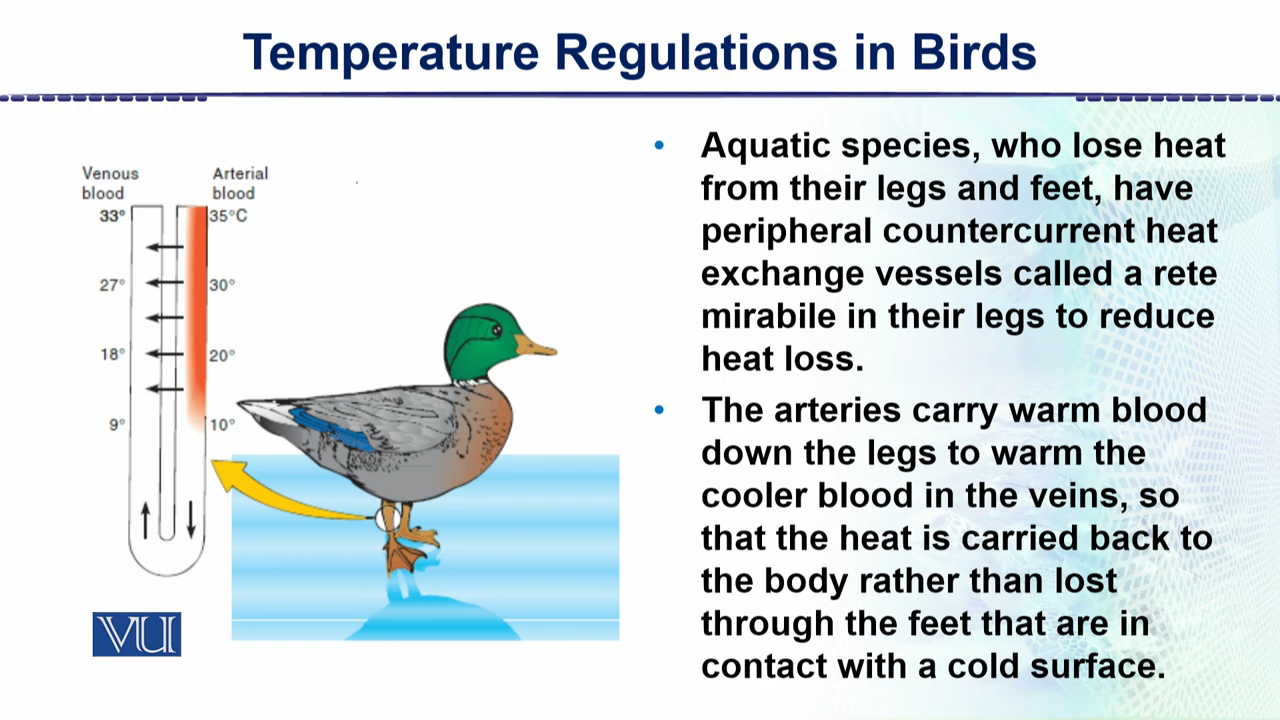 Temperature Regulations in Birds
Venous
blood
33°
27°
18°
9°
Arterial
blood
35°C
30°
20°
10°
VU
• Aquatic species, who lose heat
from their legs and feet, have
peripheral countercurrent heat
exchange vessels called a rete
mirabile in their legs to reduce
heat loss.
• The arteries carry warm blood
down the legs to warm the
cooler blood in the veins, so
that the heat is carried back to
the body rather than lost
through the feet that are in
contact with a cold surface.